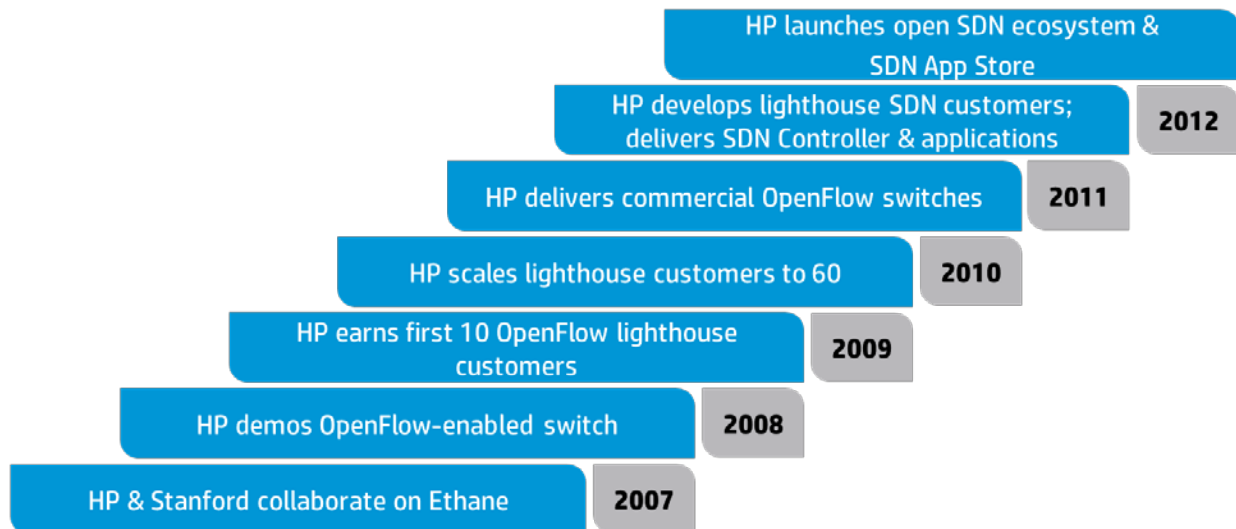 HP launches open SDN ecosystem &
SDN App Store
HP develops lighthouse SDN customers;
delivers SDN Controller & applications
2012
HP delivers commercial OpenFlow switches
2011
HP scales lighthouse customers to 60
2010
HP earns first 10 OpenFlow lighthouse
customers
2009
HP demos OpenFlow-enabled switch
2008
HP & Stanford collaborate on Ethane
2007